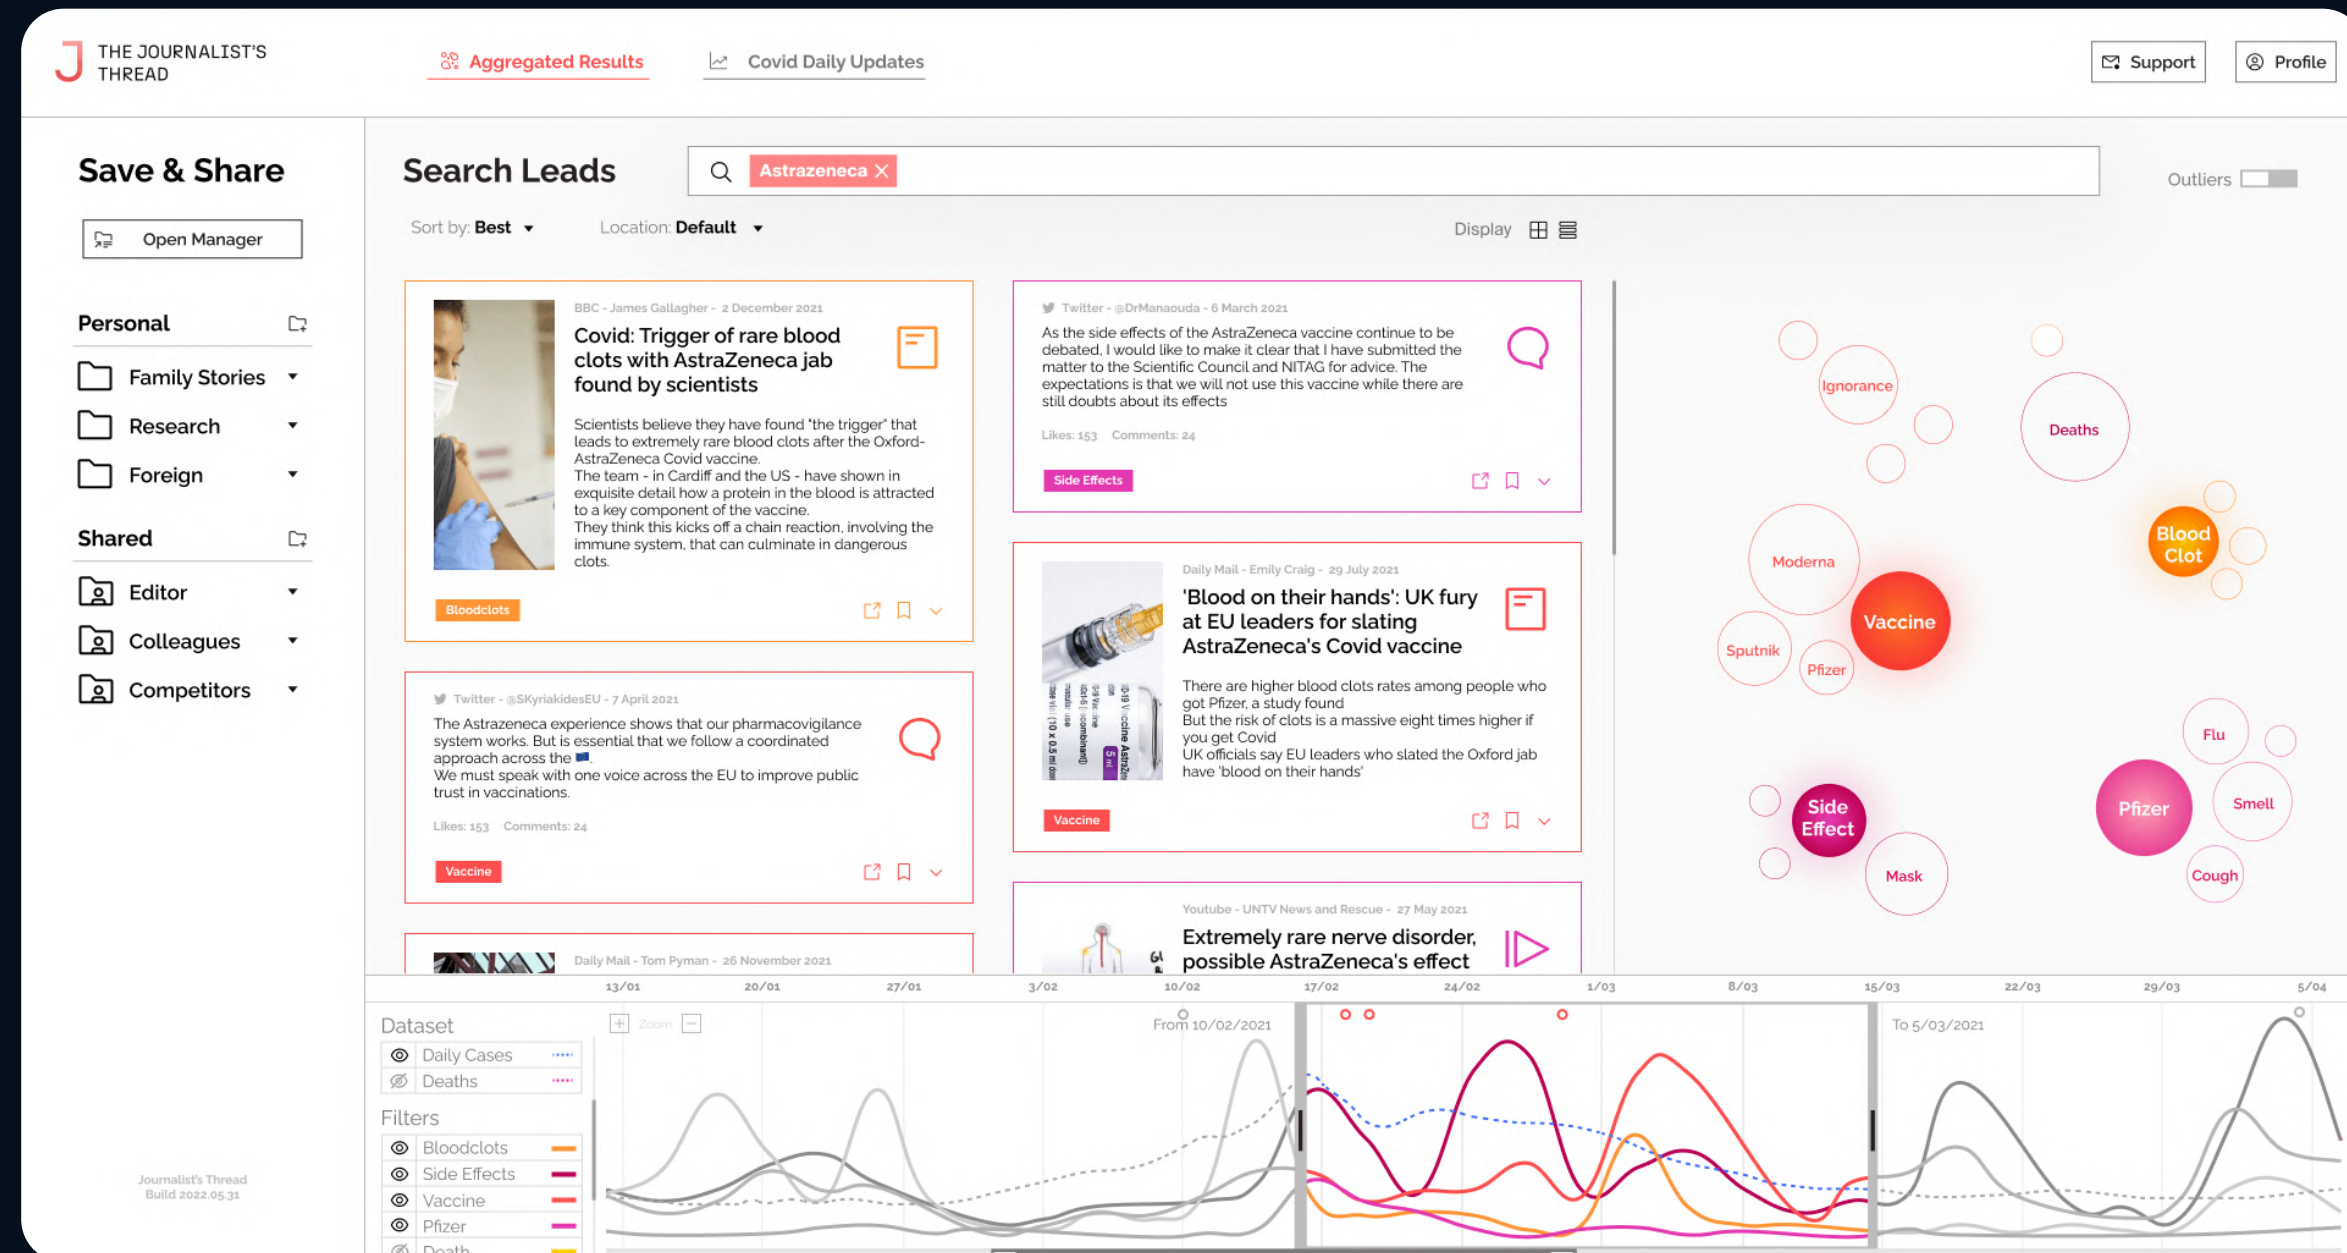 THE JOURNALIST'S
THREAD
Aggregated Results
Covid Daily Updates
Support
Profile
Save & Share
Open Manager
Personal
Family Stories
Research
Foreign
Shared
Editor
Colleagues
Competitors
Journalist's Thread
Build 2022.05.31
Search Leads
Astrazeneca
Outliers
Sort by: Best
Location: Default
Display
BBC - James Gallagher - 2 December 2021
Covid: Trigger of rare blood
clots with AstraZeneca jab
found by scientists
Scientists believe they have found "the trigger" that
leads to extremely rare blood clots after the Oxford-
AstraZeneca Covid vaccine.
The team - in Cardiff and the US - have shown in
exquisite detail how a protein in the blood is attracted
to a key component of the vaccine.
They think this kicks off a chain reaction, involving the
immune system, that can culminate in dangerous
clots.
Bloodclots
Twitter - @SKyriakidesEU - 7 April 2021
The Astrazeneca experience shows that our pharmacovigilance
system works. But is essential that we follow a coordinated
approach across the 🇪🇺.
We must speak with one voice across the EU to improve public
trust in vaccinations.
Likes: 153 Comments: 24
Vaccine
Daily Mail - Tom Pyman - 26 November 2021
Twitter - @DrManaouda - 6 March 2021
As the side effects of the AstraZeneca vaccine continue to be
debated, I would like to make it clear that I have submitted the
matter to the Scientific Council and NITAG for advice. The
expectations is that we will not use this vaccine while there are
still doubts about its effects
Likes: 153 Comments: 24
Side Effects
Daily Mail - Emily Craig - 29 July 2021
'Blood on their hands': UK fury
at EU leaders for slating
AstraZeneca's Covid vaccine
There are higher blood clots rates among people who
got Pfizer, a study found
But the risk of clots is a massive eight times higher if
you get Covid
UK officials say EU leaders who slated the Oxford jab
have 'blood on their hands'
5 ml
Vaccine
Youtube - UNTV News and Rescue - 27 May 2021
Extremely rare nerve disorder,
possible AstraZeneca's effect
Ignorance
Deaths
Blood
Clot
Moderna
Vaccine
Sputnik
Pfizer
Flu
Side
Effect
Pfizer
Smell
Mask
Cough
13/01
20/01
27/01
3/02
10/02
17/02
24/02
1/03
8/03
15/03
22/03
29/03
5/04
Dataset
Daily Cases
Deaths
Filters
Bloodclots
Side Effects
Vaccine
Pfizer
Death
Zoom
From 10/02/2021
To 5/03/2021